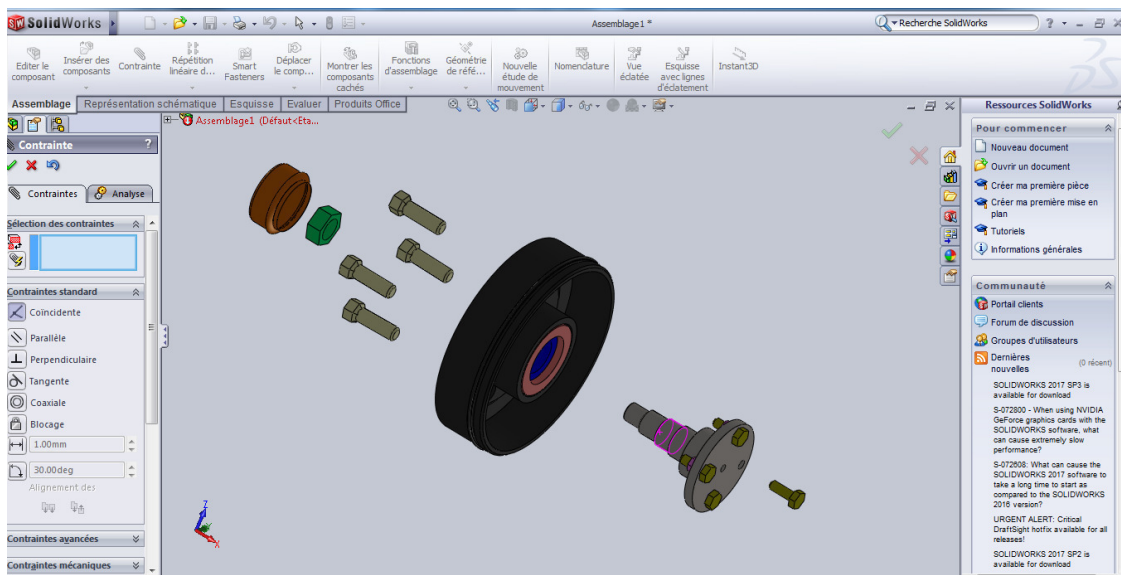 SolidWorks
Assemblage1 *
Recherche SolidWorks
Editer le composant
Insérer des composants
Contrainte
Répétition linéaire d...
Smart Fasteners
Déplacer le comp...
Montrer les composants cachés
Fonctions d'assemblage
Géométrie de réfé...
Nouvelle étude de mouvement
Nomenclature
Vue éclatée
Esquisse avec lignes d'éclatement
Instant3D
Assemblage
Représentation schématique
Esquisse
Evaluer
Produits Office
Assemblage1 (Défaut<Eta...
Contrainte ?
Contraintes
Analyse
Sélection des contraintes
Contraintes standard
Coïncidente
Parallèle
Perpendiculaire
Tangente
Coaxiale
Blocage
1.00mm
30.00deg
Alignement des
Contraintes avancées
Contraintes mécaniques
Z
X
Ressources SolidWorks
Pour commencer
Nouveau document
Ouvrir un document
Créer ma première pièce
Créer ma première mise en
plan
Tutoriels
Informations générales
Communauté
Portail clients
Forum de discussion
Groupes d'utilisateurs
Dernières
nouvelles
(0 récent)
SOLIDWORKS 2017 SP3 is
available for download
S-072800 - When using NVIDIA
GeForce graphics cards with the
SOLIDWORKS software, what
can cause extremely slow
performance?
S-072608: What can cause the
SOLIDWORKS 2017 software to
take a long time to start as
compared to the SOLIDWORKS
2016 version?
URGENT ALERT: Critical
DraftSight hotfix available for all
releases!
SOLIDWORKS 2017 SP2 is
available for download